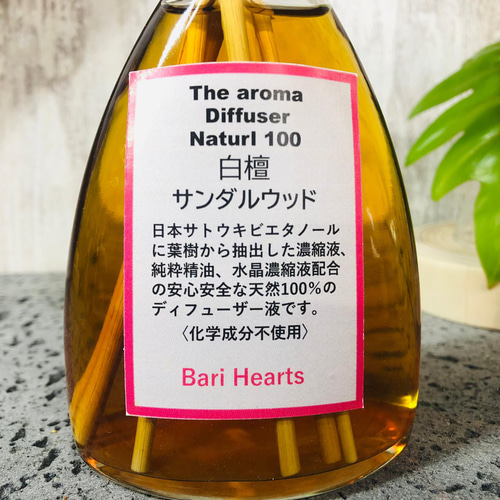 The aroma
Diffuser
Naturl 100
白檀
サンダルウッド
日本サトウキビエタノール
に葉樹から抽出した濃縮液、
純粋精油、水晶濃縮液配合
の安心安全な天然100%の
ディフューザー液です。
〈化学成分不使用〉
Bari Hearts